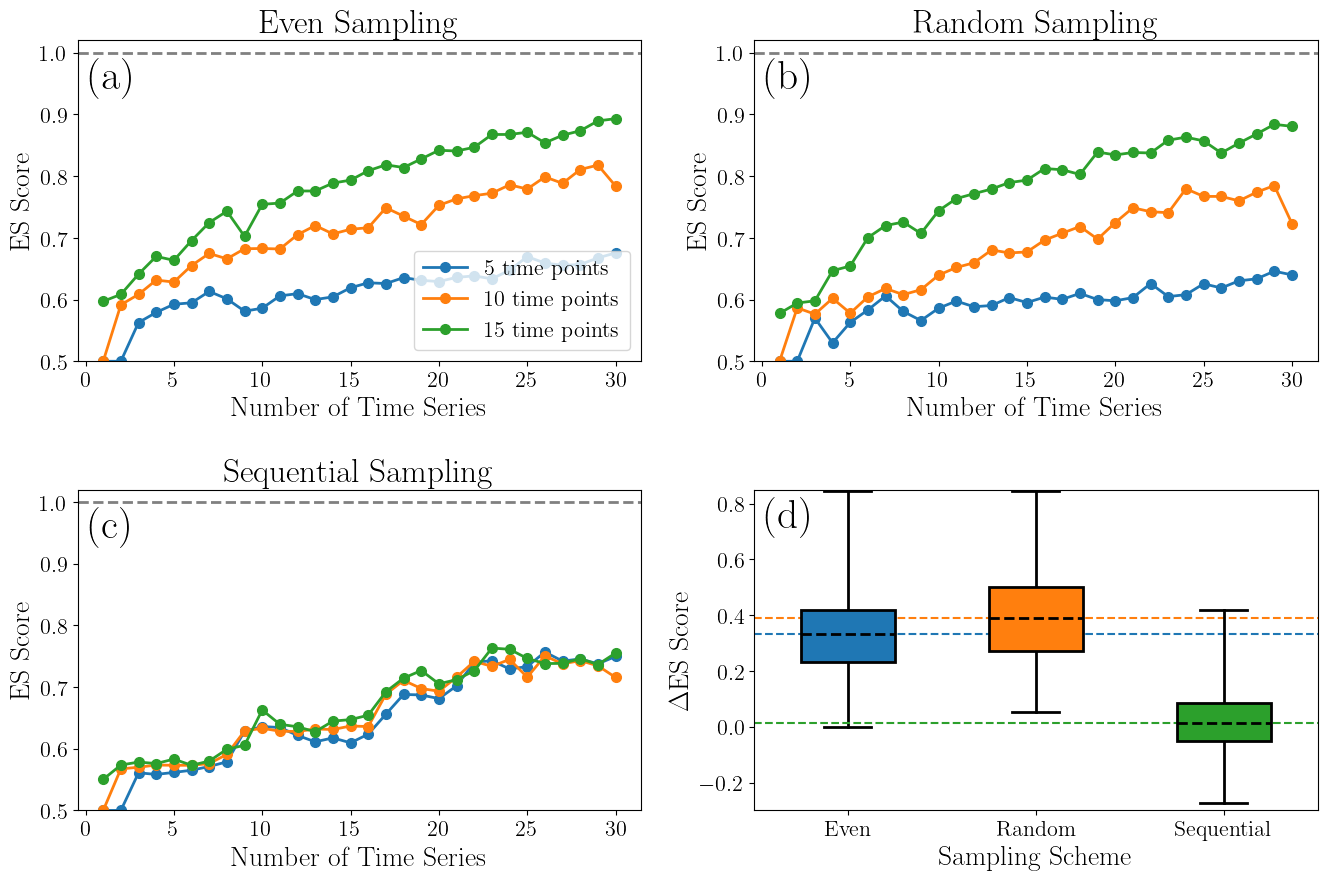 Even Sampling
(a)
1.0
0.9
0.8
0.7
0.6
0.5
ES Score
5 time points
10 time points
15 time points
0 5 10 15 20 25 30
Number of Time Series
Random Sampling
(b)
1.0
0.9
0.8
0.7
0.6
0.5
ES Score
0 5 10 15 20 25 30
Number of Time Series
Sequential Sampling
(c)
1.0
0.9
0.8
0.7
0.6
0.5
ES Score
0 5 10 15 20 25 30
Number of Time Series
(d)
0.8
0.6
0.4
0.2
0.0
−0.2
ΔES Score
Even Random Sequential
Sampling Scheme